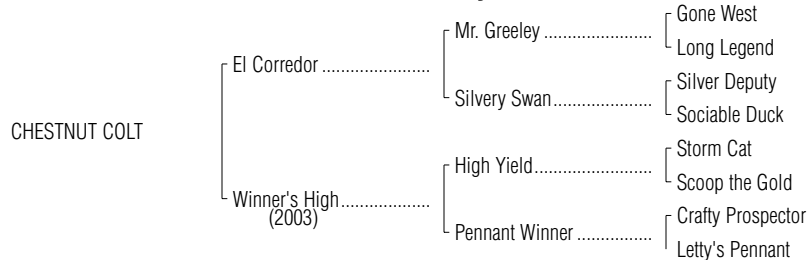 Gone West
Mr. Greeley ......................
Long Legend
El Corredor ......................
Silver Deputy
Silvery Swan....................
Sociable Duck
CHESTNUT COLT
Storm Cat
High Yield........................
Scoop the Gold
Winner's High..................
(2003)
Crafty Prospector
Pennant Winner ................
Letty's Pennant